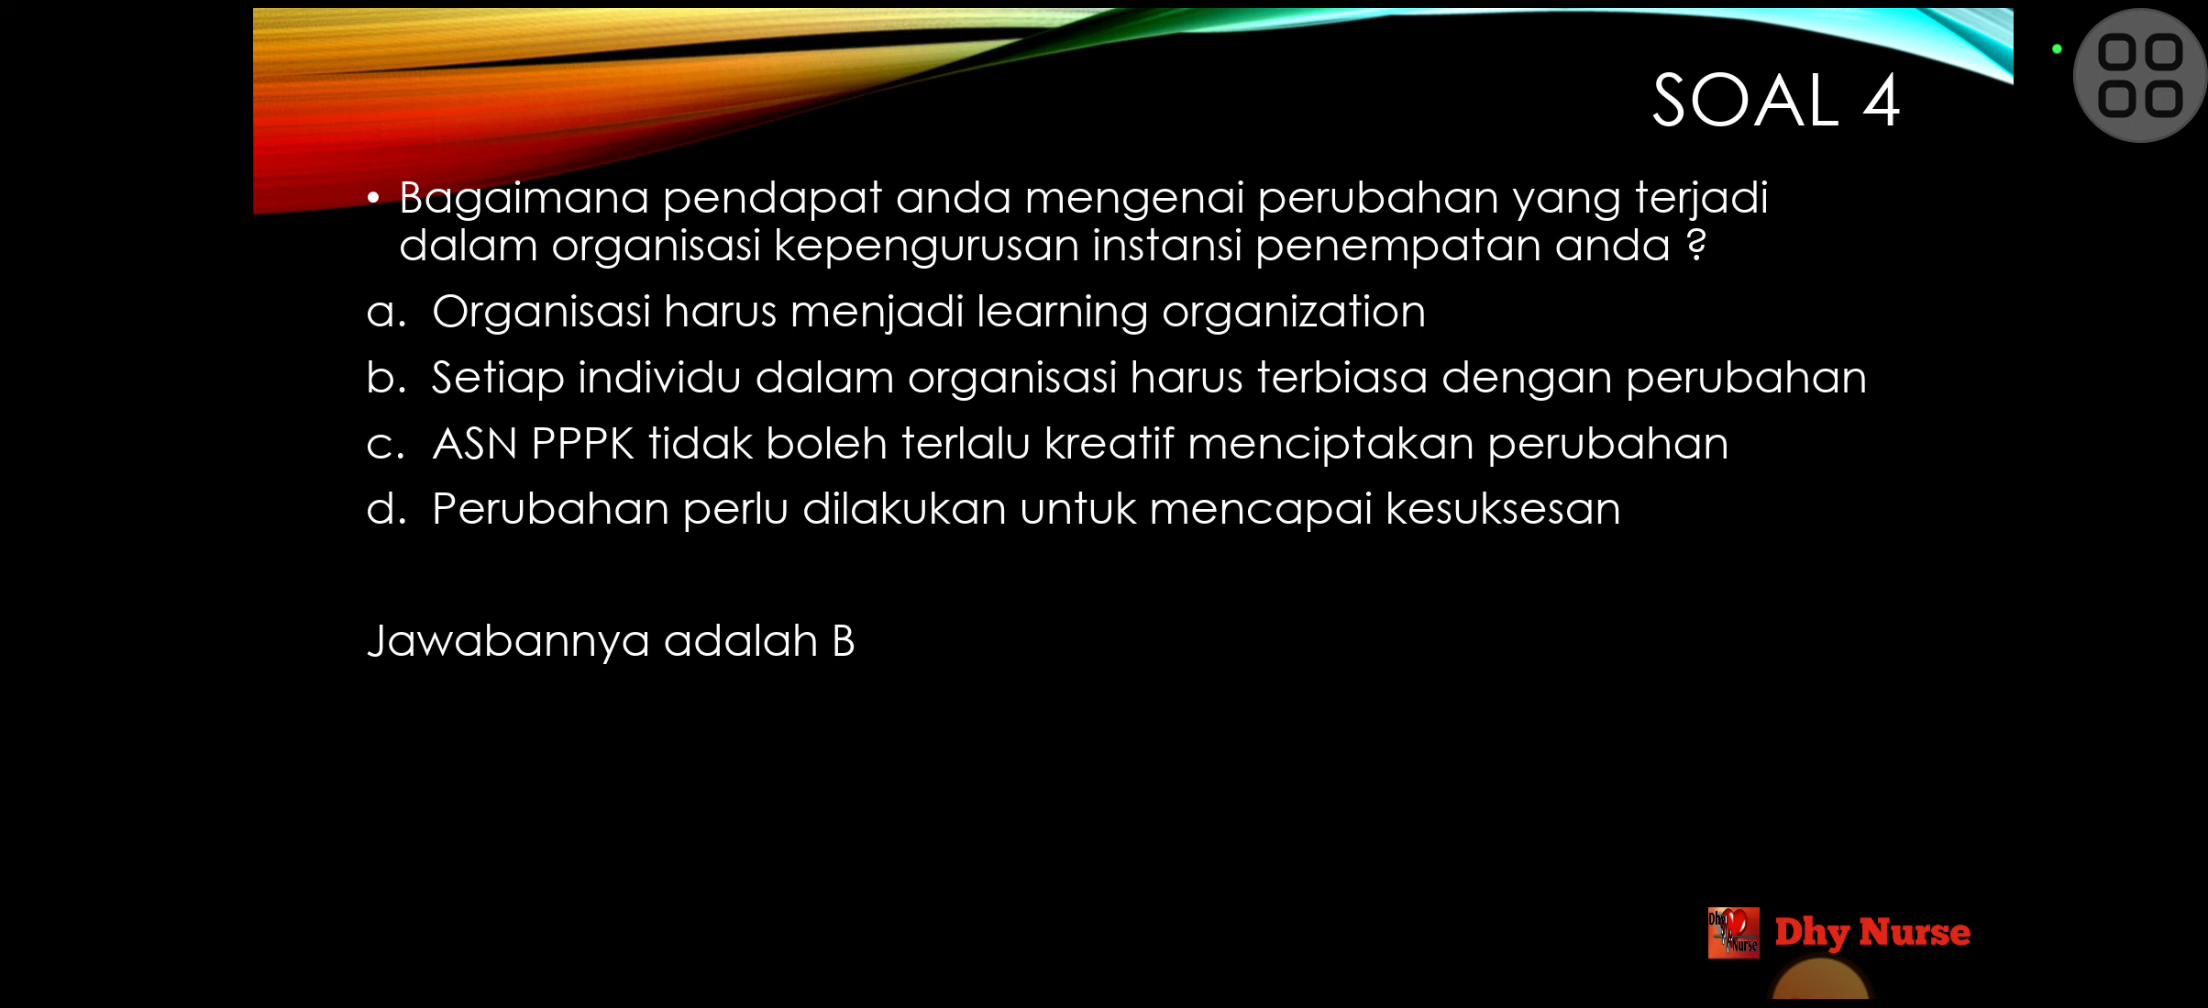 SOAL 4
• Bagaimana pendapat anda mengenai perubahan yang terjadi
dalam organisasi kepengurusan instansi penempatan anda ?
a. Organisasi harus menjadi learning organization
b. Setiap individu dalam organisasi harus terbiasa dengan perubahan
c. ASN PPPK tidak boleh terlalu kreatif menciptakan perubahan
d. Perubahan perlu dilakukan untuk mencapai kesuksesan
Jawabannya adalah B
Dhy Nurse
Dhy Nurse